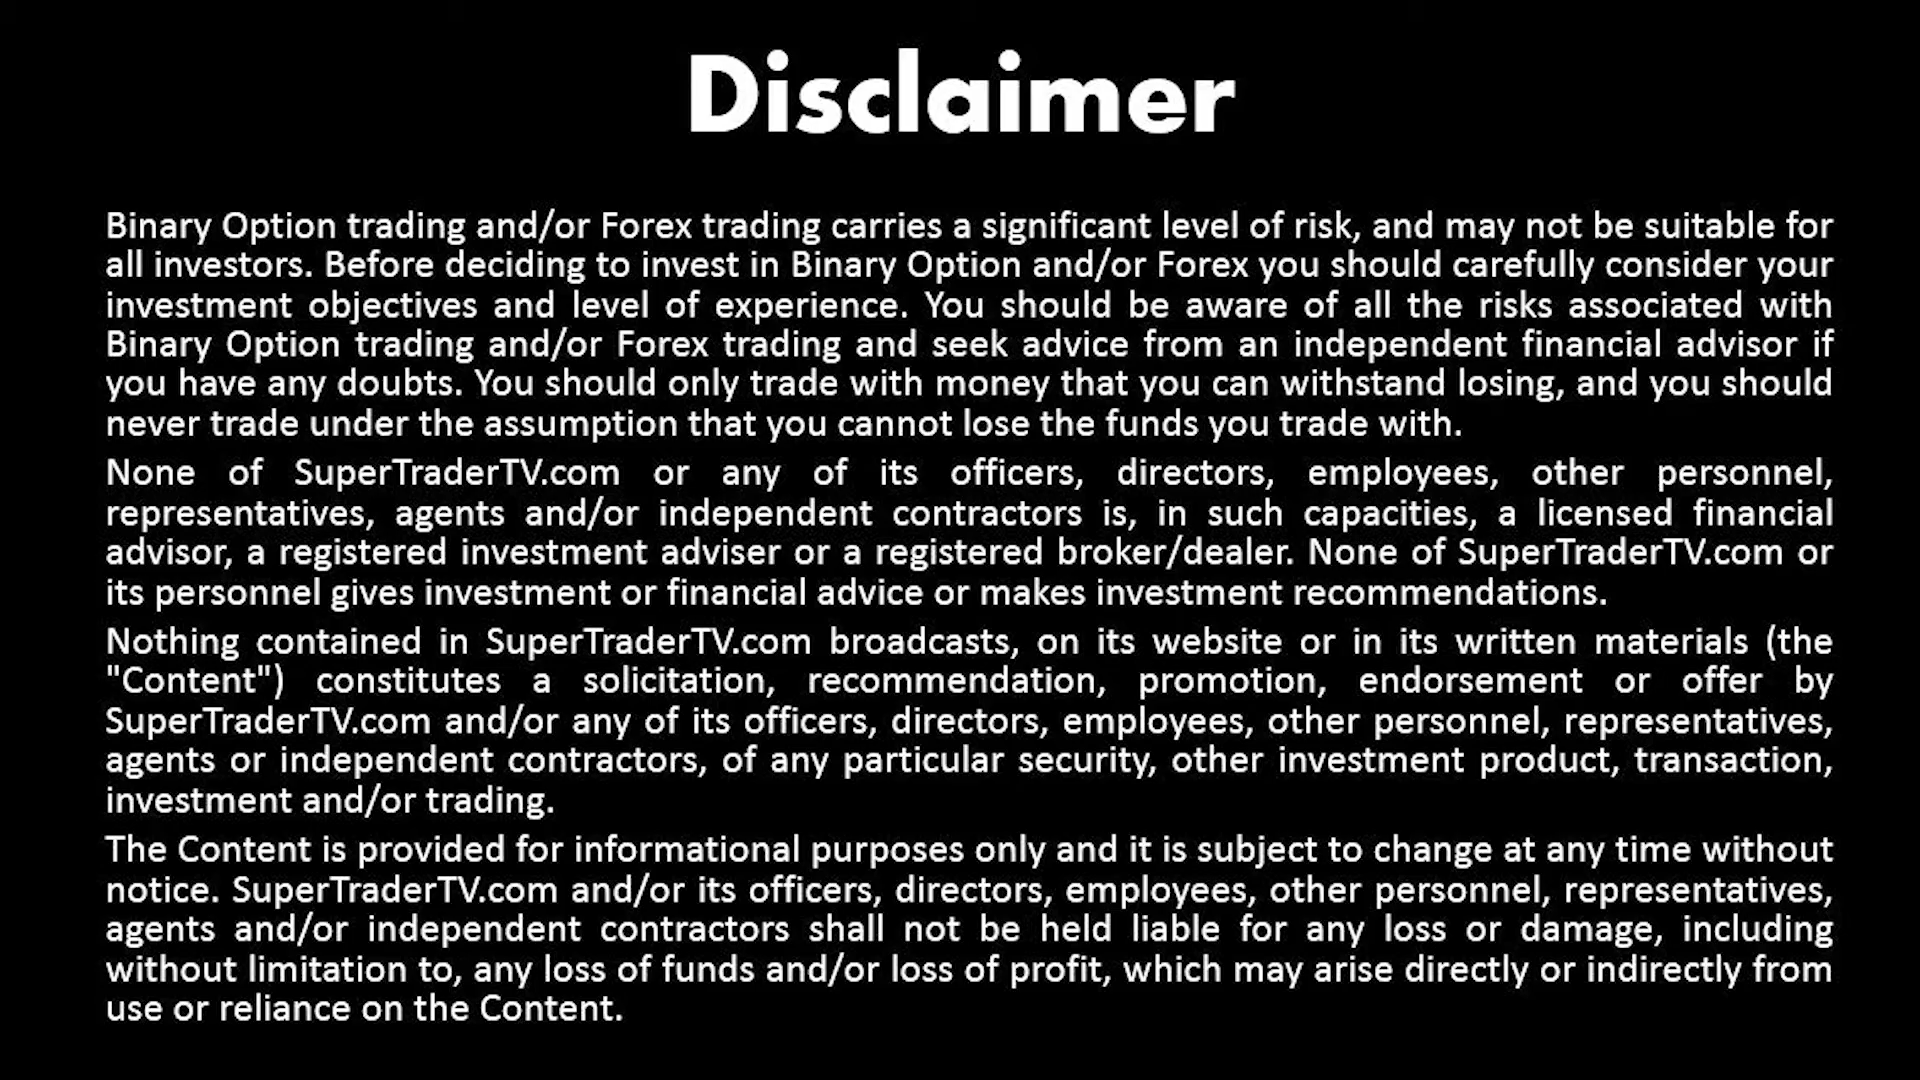 Disclaimer
Binary Option trading and/or Forex trading carries a significant level of risk, and may not be suitable for
all investors. Before deciding to invest in Binary Option and/or Forex you should carefully consider your
investment objectives and level of experience. You should be aware of all the risks associated with
Binary Option trading and/or Forex trading and seek advice from an independent financial advisor if
you have any doubts. You should only trade with money that you can withstand losing, and you should
never trade under the assumption that you cannot lose the funds you trade with.
None of SuperTraderTV.com or any of its officers, directors, employees, other personnel,
representatives, agents and/or independent contractors is, in such capacities, a licensed financial
advisor, a registered investment adviser or a registered broker/dealer. None of SuperTraderTV.com or
its personnel gives investment or financial advice or makes investment recommendations.
Nothing contained in SuperTraderTV.com broadcasts, on its website or in its written materials (the
"Content") constitutes a solicitation, recommendation, promotion, endorsement or offer by
SuperTraderTV.com and/or any of its officers, directors, employees, other personnel, representatives,
agents or independent contractors, of any particular security, other investment product, transaction,
investment and/or trading.
The Content is provided for informational purposes only and it is subject to change at any time without
notice. SuperTraderTV.com and/or its officers, directors, employees, other personnel, representatives,
agents and/or independent contractors shall not be held liable for any loss or damage, including
without limitation to, any loss of funds and/or loss of profit, which may arise directly or indirectly from
use or reliance on the Content.